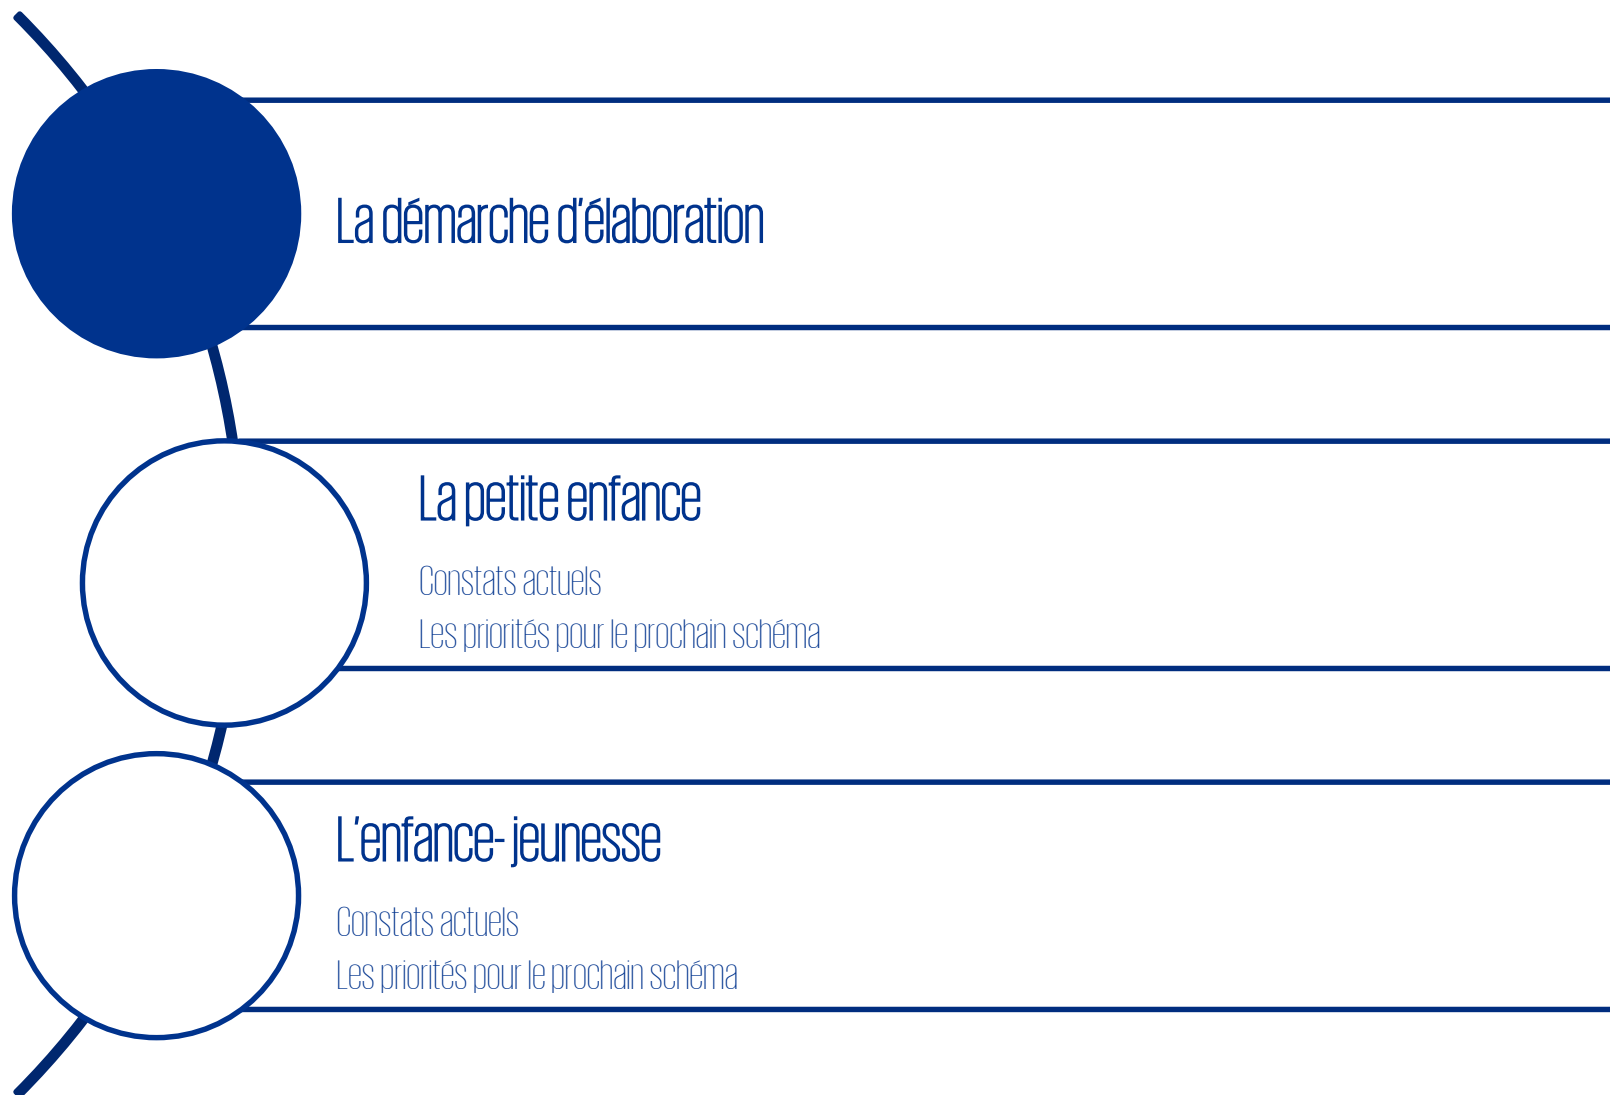 La démarche d’élaboration
La petite enfance
Constats actuels
Les priorités pour le prochain schéma
L’enfance- jeunesse
Constats actuels
Les priorités pour le prochain schéma